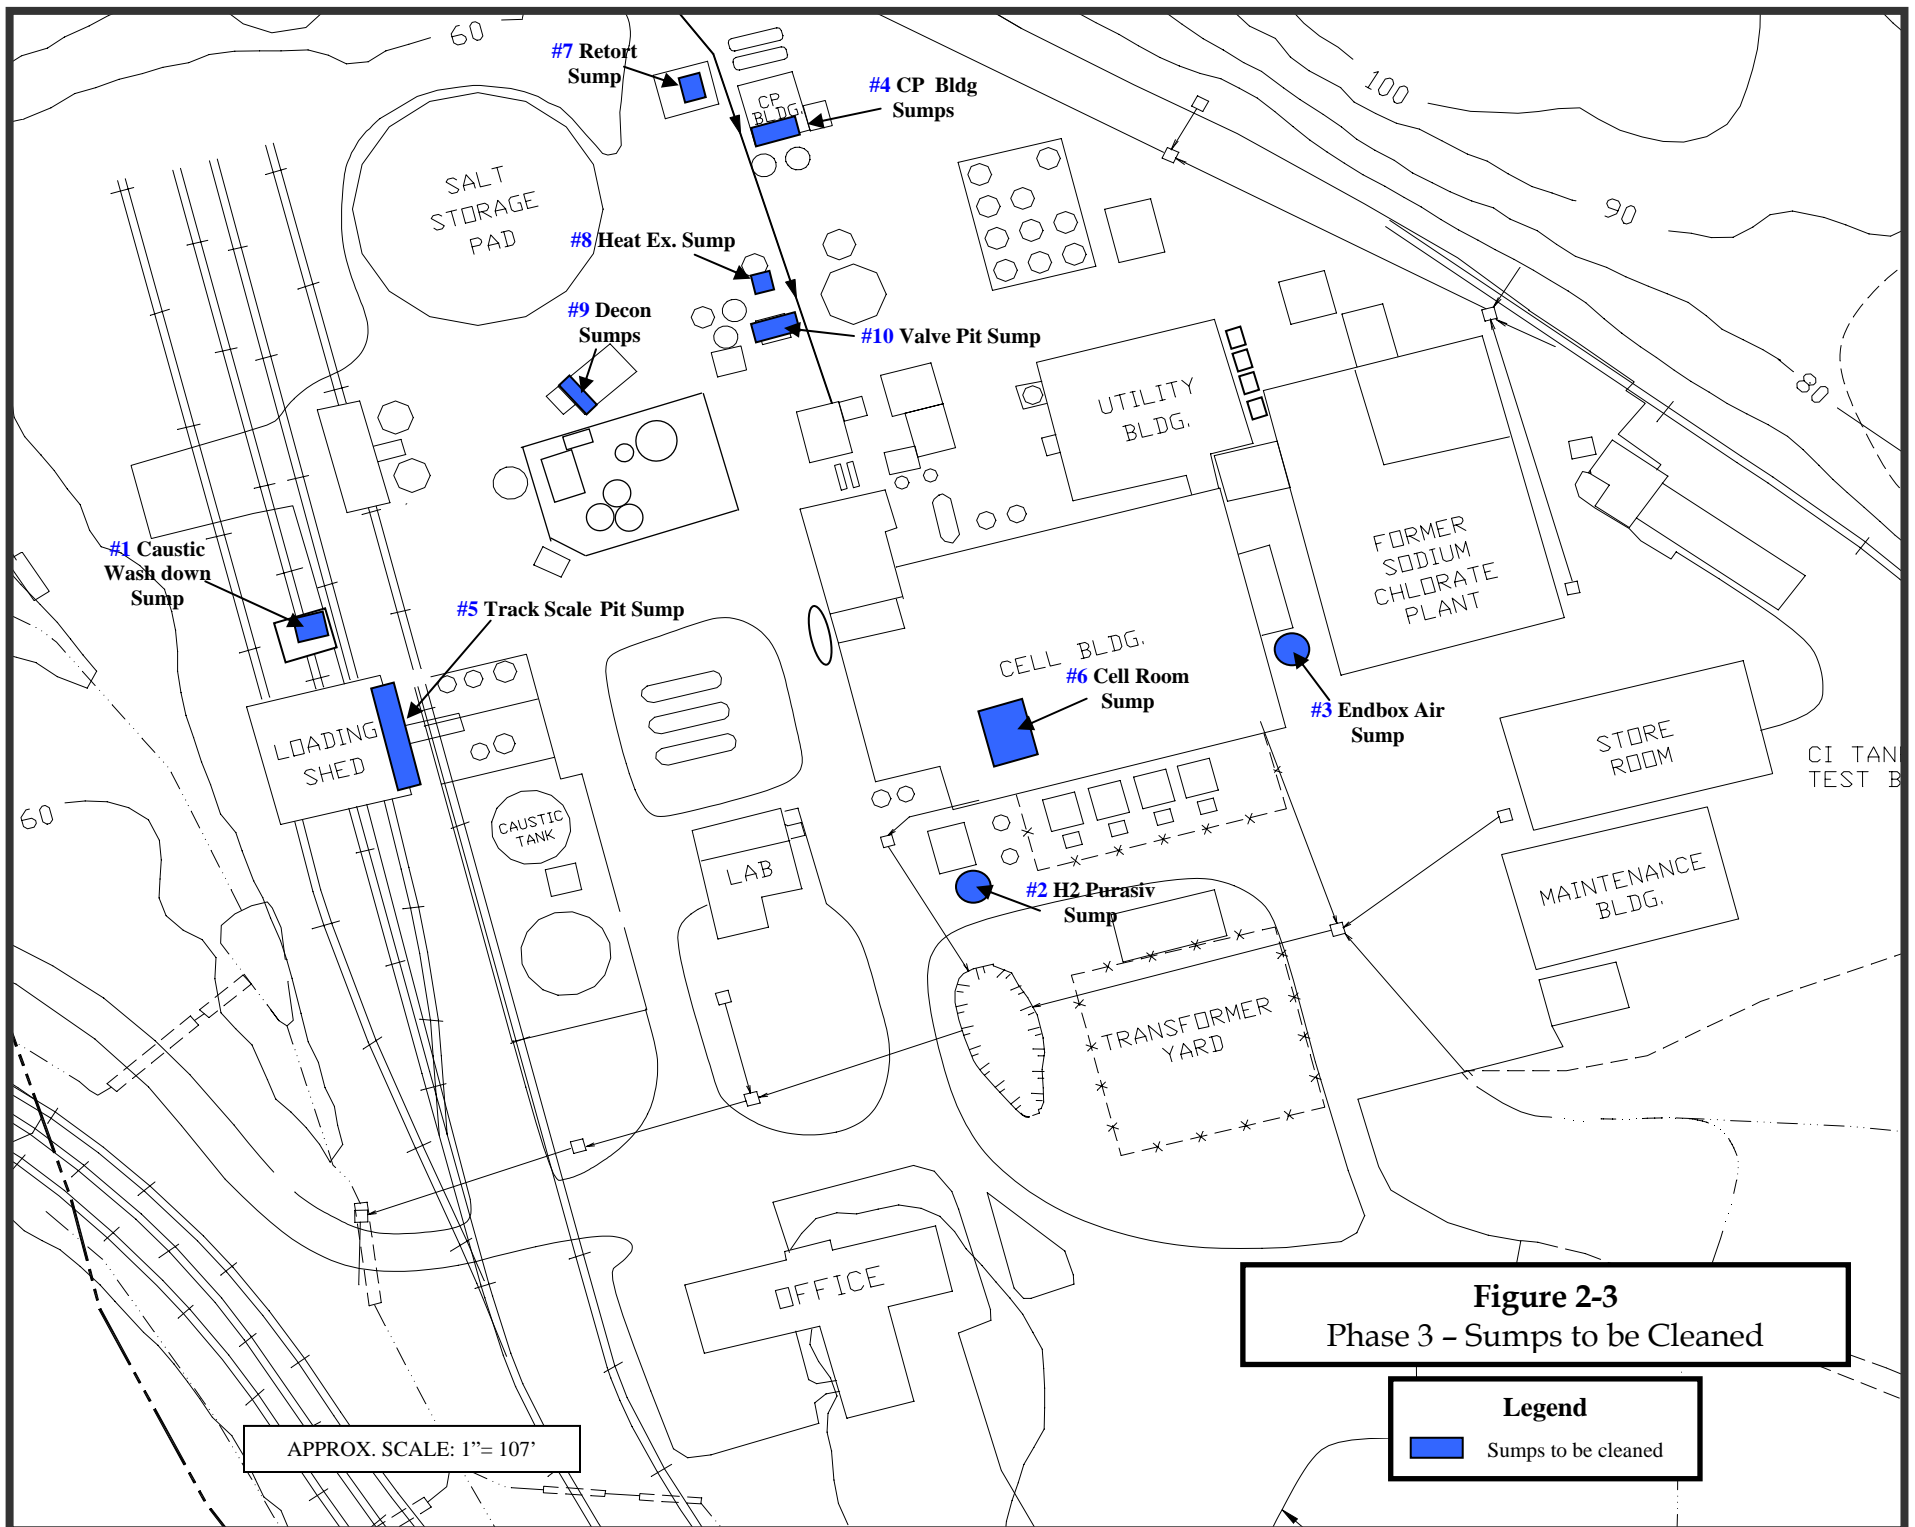 60
#7 Retort
Sump
100
CP
BLDG.
#4 CP Bldg
Sumps
SALT
STORAGE
PAD
90
#8 Heat Ex. Sump
#9 Decon
Sumps
#10 Valve Pit Sump
80
UTILITY
BLDG.
#1 Caustic
Wash down
Sump
FORMER
SODIUM
CHLORATE
PLANT
#5 Track Scale Pit Sump
CELL BLDG.
#6 Cell Room
Sump
#3 Endbox Air
Sump
LOADING
SHED
STORE
ROOM
CI TAN
TEST B
60
CAUSTIC
TANK
LAB
#2 H2 Purasiv
Sump
MAINTENANCE
BLDG.
TRANSFORMER
YARD
OFFICE
Figure 2-3
Phase 3 – Sumps to be Cleaned
Legend
Sumps to be cleaned
APPROX. SCALE: 1”= 107’